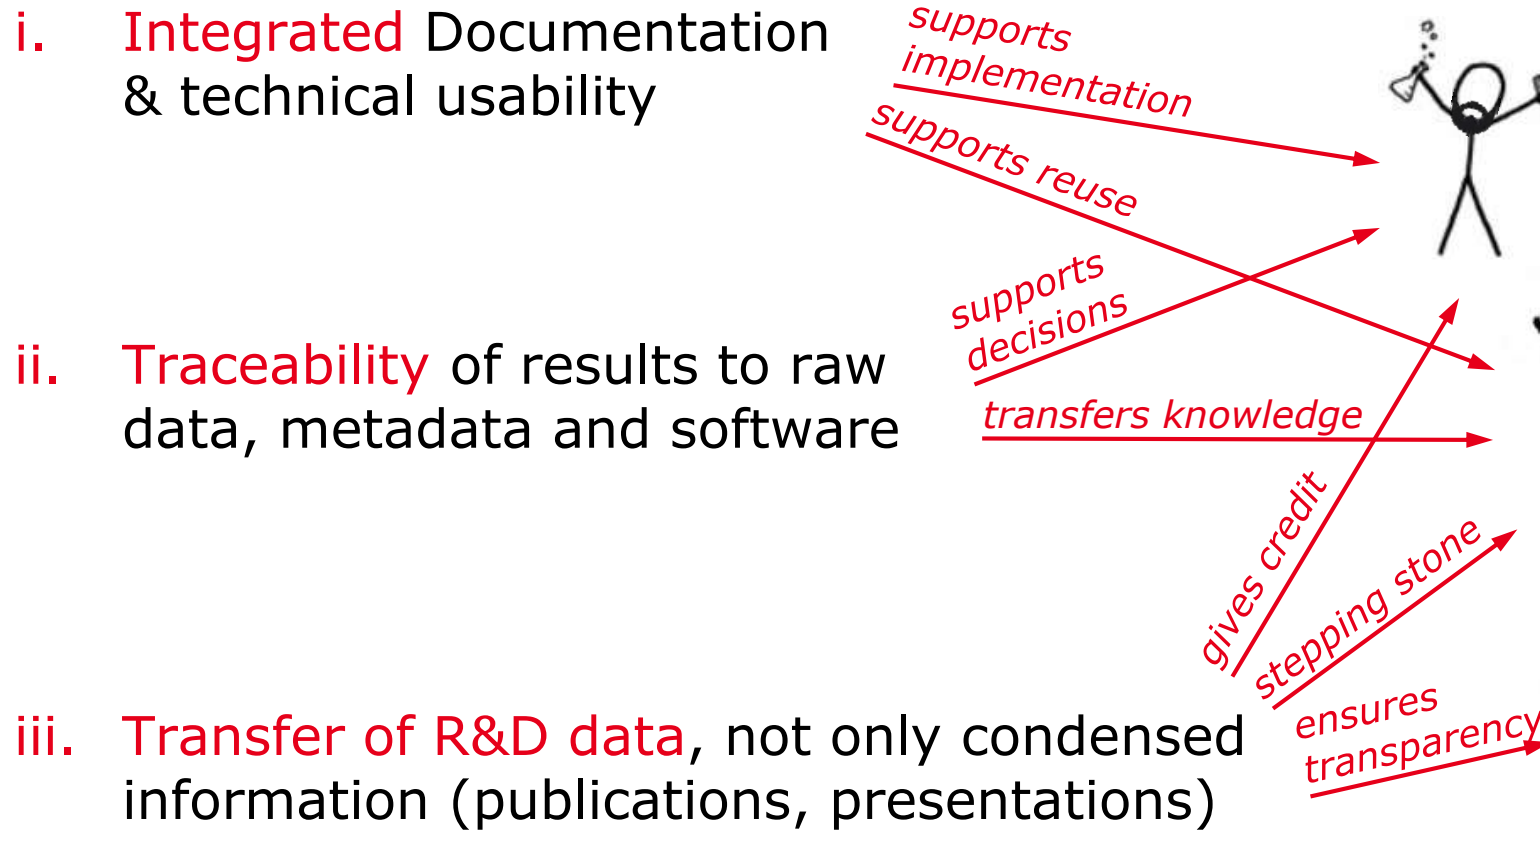 i. Integrated Documentation
& technical usability
supports
implementation
supports reuse
supports
decisions
ii. Traceability of results to raw
data, metadata and software
transfers knowledge
gives credit
stepping stone
ensures
transparency
iii. Transfer of R&D data, not only condensed
information (publications, presentations)